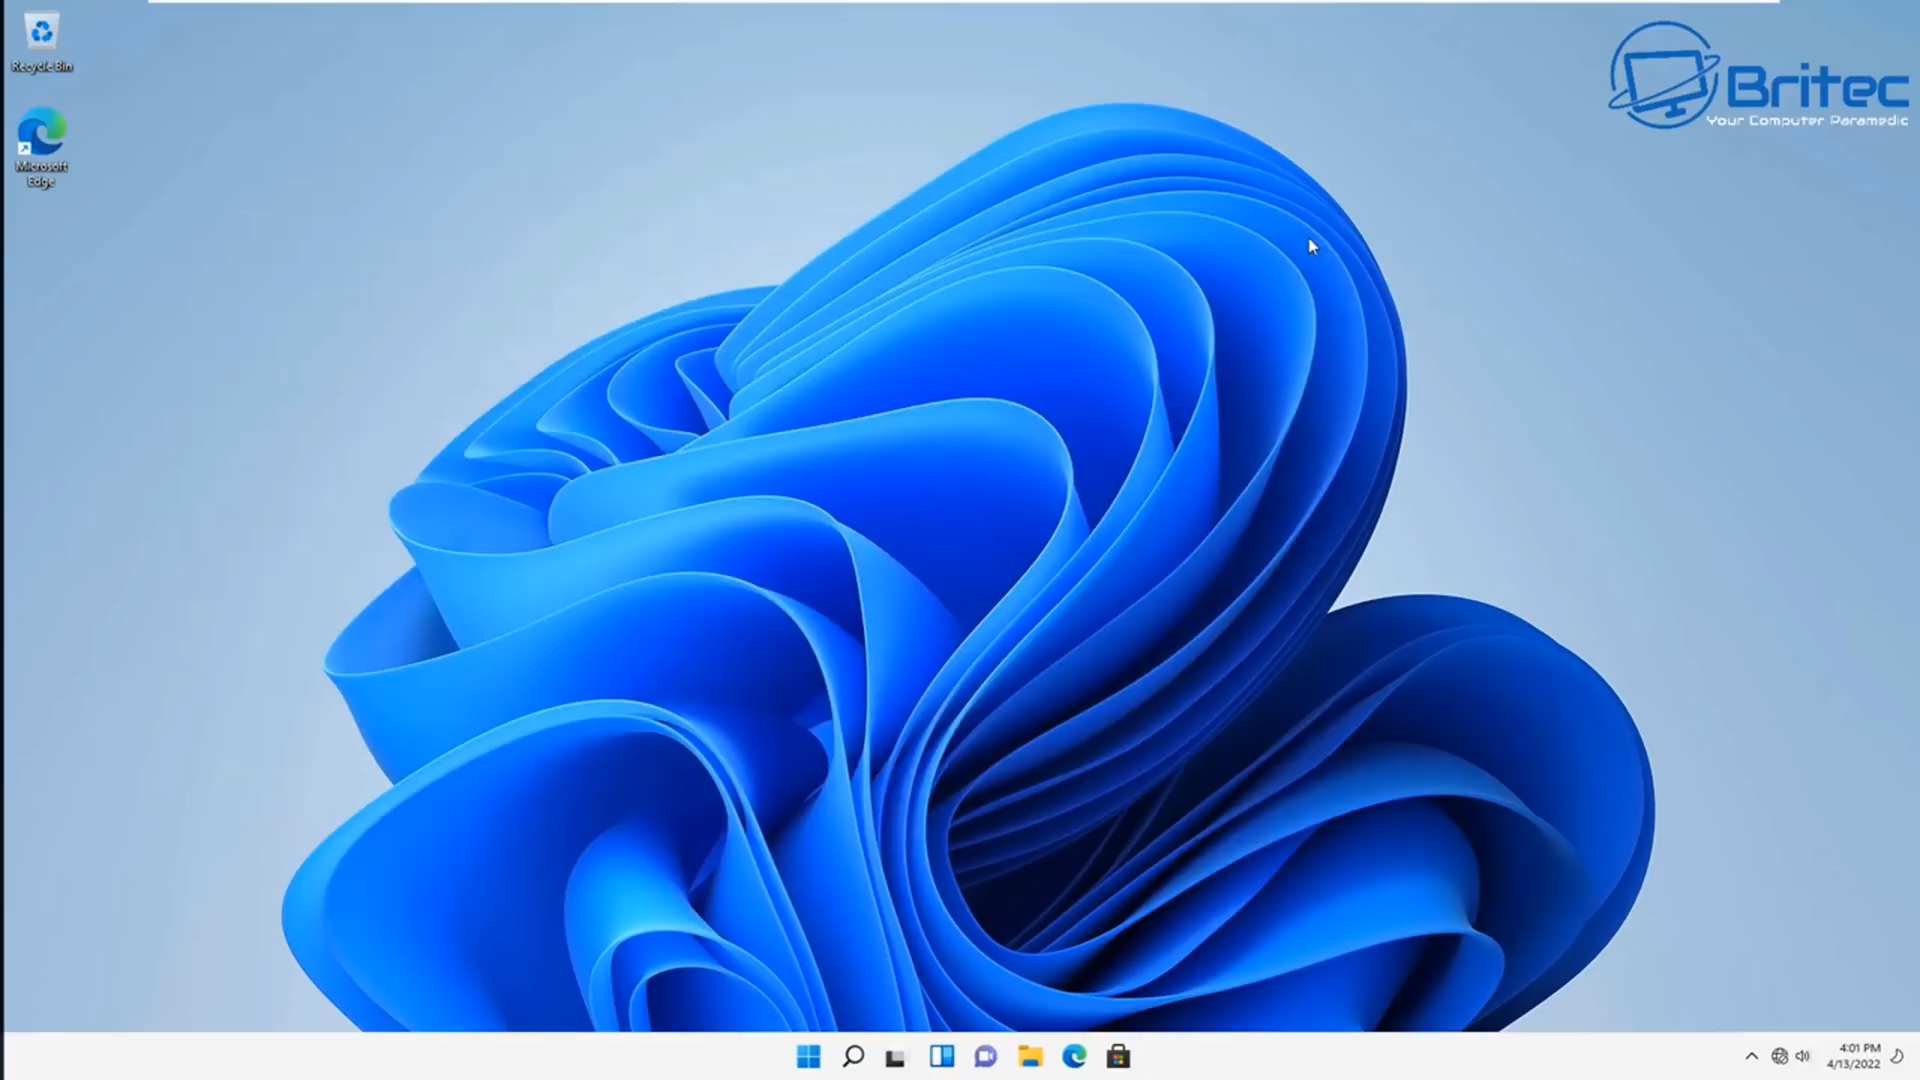 Recycle Bin
Microsoft
Edge
Britec
Your Computer Paramedic
4:01 PM
4/13/2022